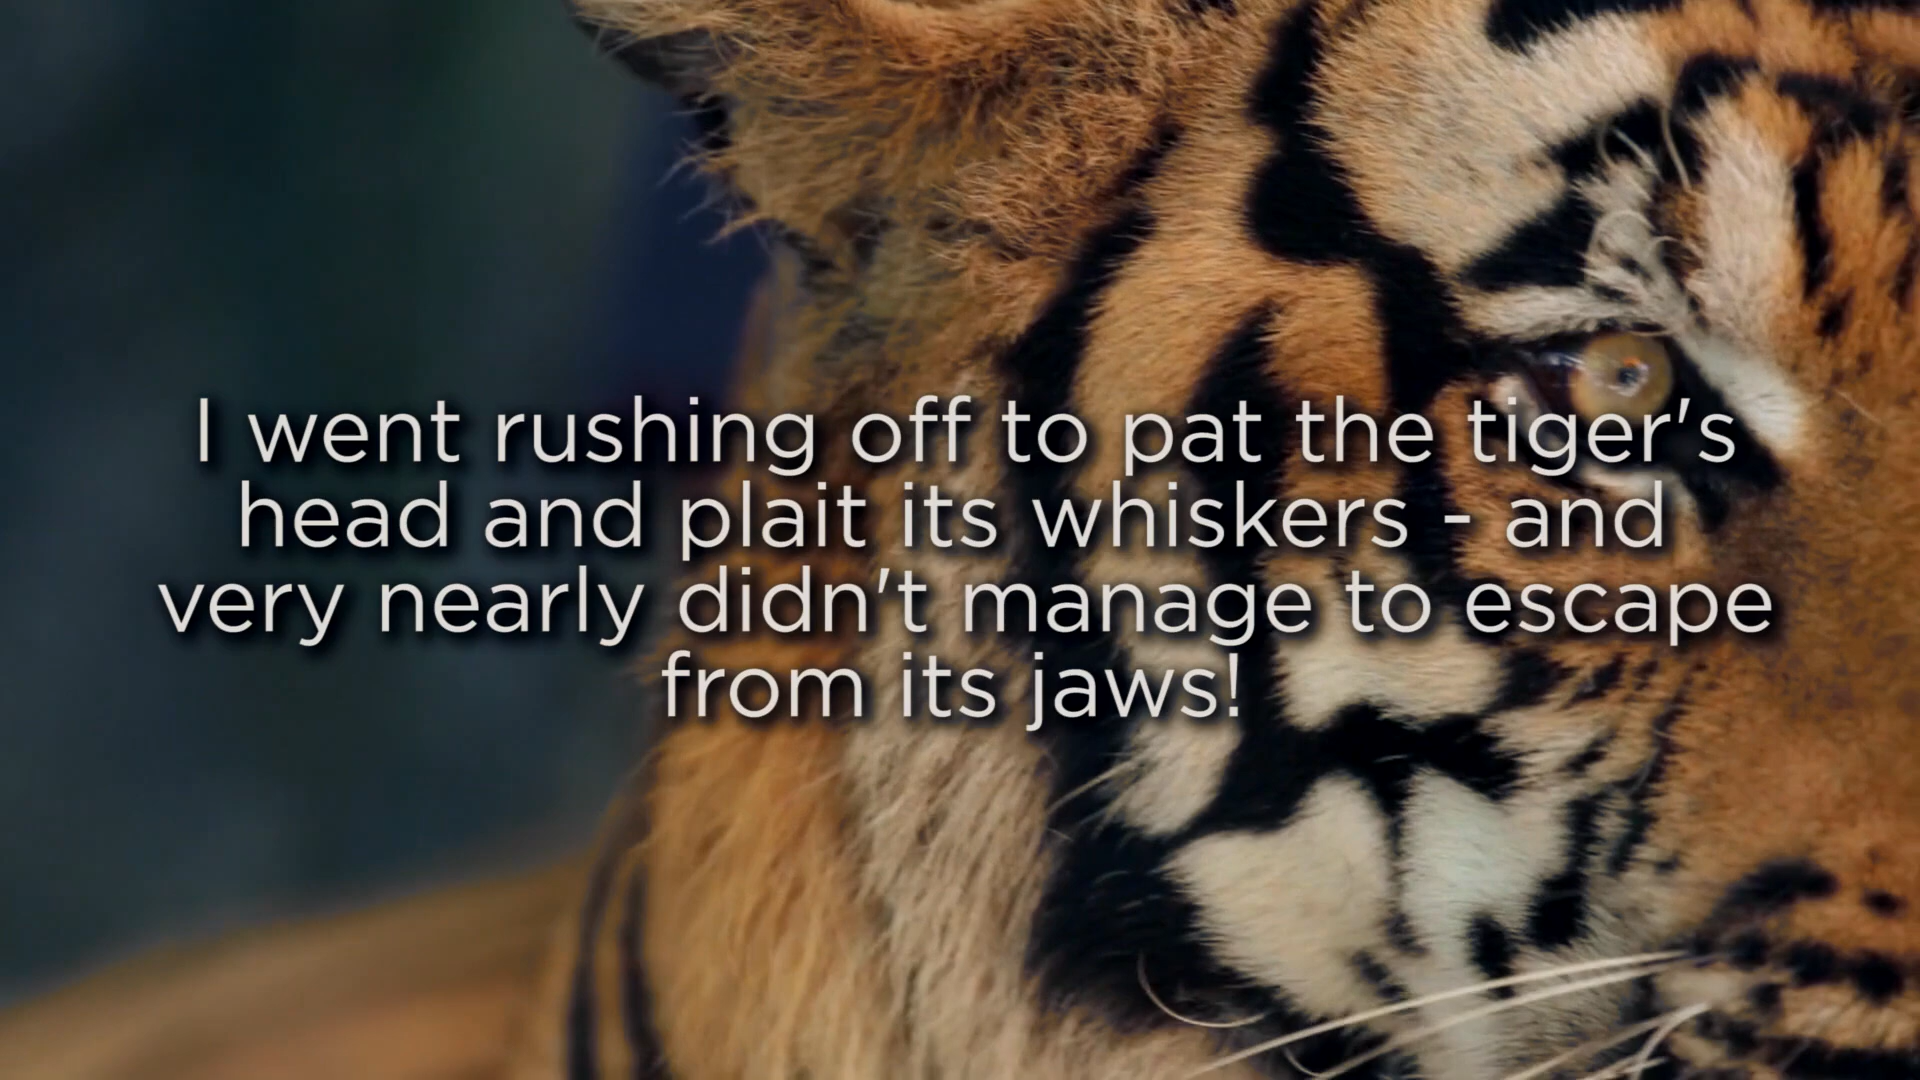 I went rushing off to pat the tiger's
head and plait its whiskers - and
very nearly didn't manage to escape
from its jaws!